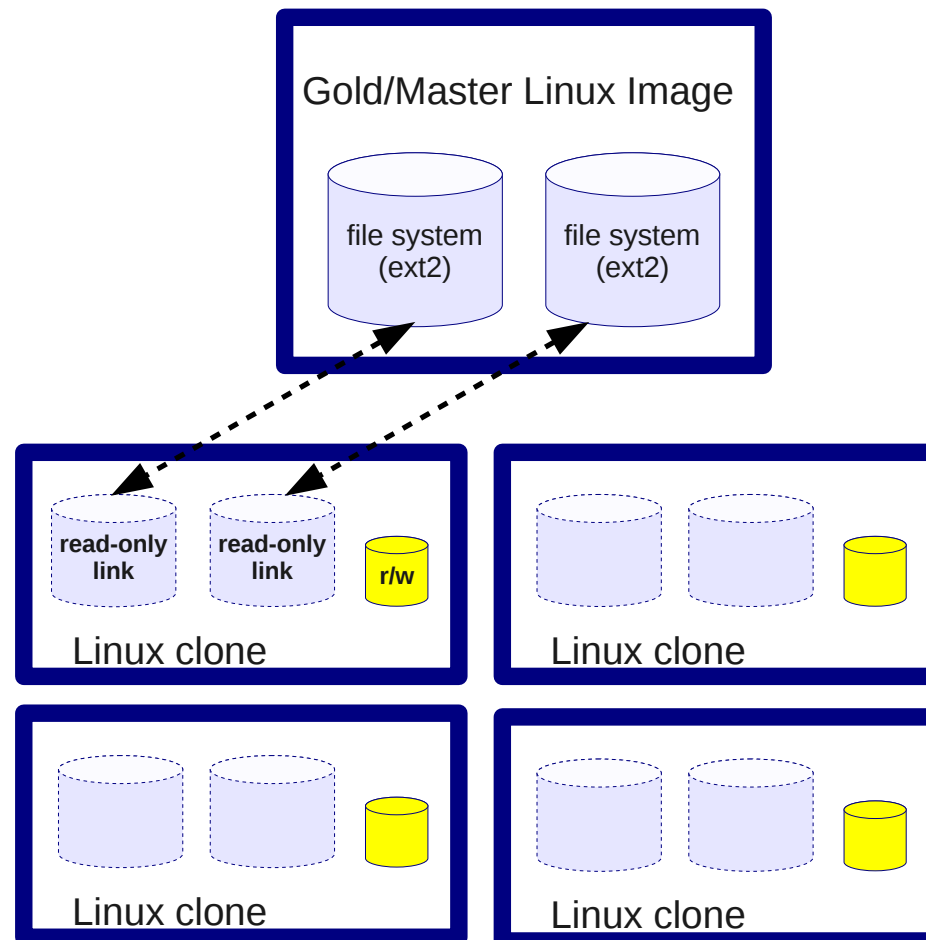 Gold/Master Linux Image
file system
(ext2)
file system
(ext2)
read-only
link
read-only
link
r/w
Linux clone
Linux clone
Linux clone
Linux clone